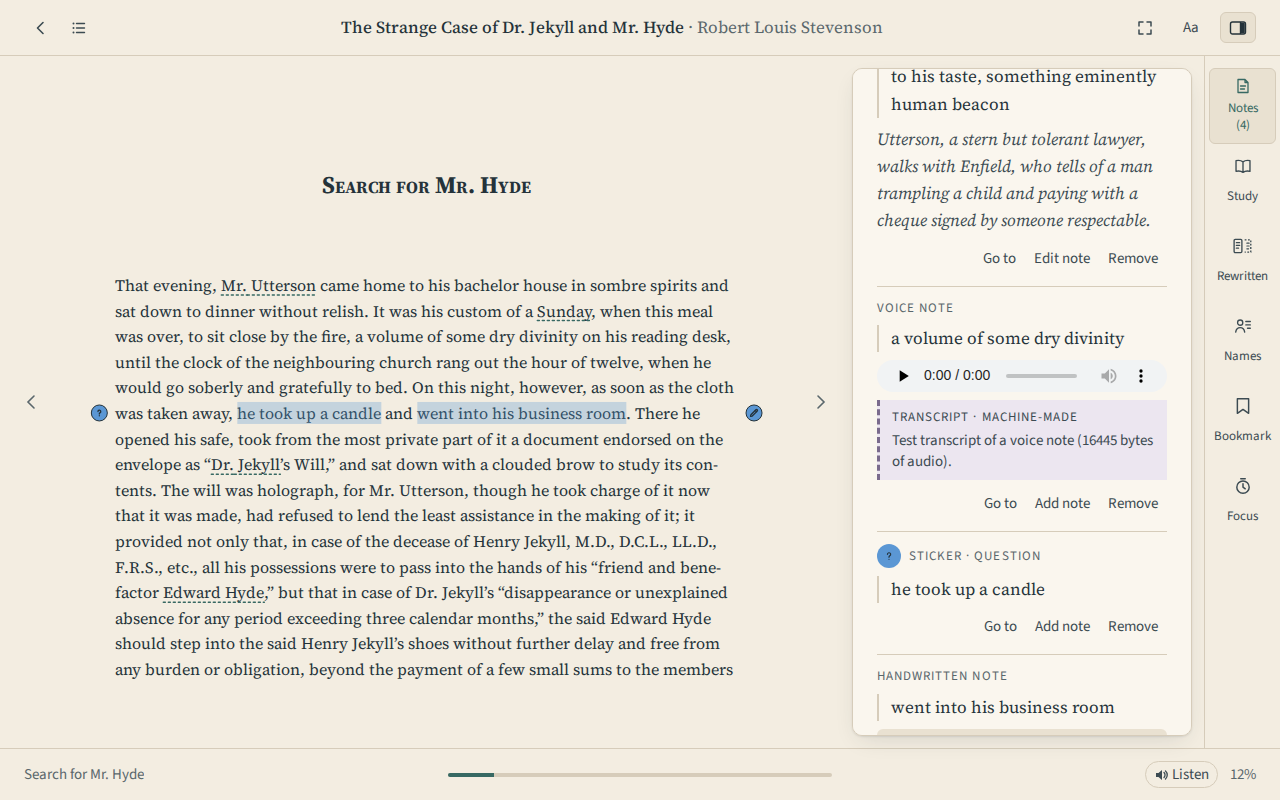 The Strange Case of Dr. Jekyll and Mr. Hyde · Robert Louis Stevenson
Aa
Search for Mr. Hyde
That evening, Mr. Utterson came home to his bachelor house in sombre spirits and
sat down to dinner without relish. It was his custom of a Sunday, when this meal
was over, to sit close by the fire, a volume of some dry divinity on his reading desk,
until the clock of the neighbouring church rang out the hour of twelve, when he
would go soberly and gratefully to bed. On this night, however, as soon as the cloth
? was taken away, he took up a candle and went into his business room. There he
opened his safe, took from the most private part of it a document endorsed on the
envelope as “Dr. Jekyll’s Will,” and sat down with a clouded brow to study its con-
tents. The will was holograph, for Mr. Utterson, though he took charge of it now
that it was made, had refused to lend the least assistance in the making of it; it
provided not only that, in case of the decease of Henry Jekyll, M.D., D.C.L., LL.D.,
F.R.S., etc., all his possessions were to pass into the hands of his “friend and bene-
factor Edward Hyde,” but that in case of Dr. Jekyll’s “disappearance or unexplained
absence for any period exceeding three calendar months,” the said Edward Hyde
should step into the said Henry Jekyll’s shoes without further delay and free from
any burden or obligation, beyond the payment of a few small sums to the members
to his taste, something eminently
human beacon
Utterson, a stern but tolerant lawyer,
walks with Enfield, who tells of a man
trampling a child and paying with a
cheque signed by someone respectable.
Go to Edit note Remove
VOICE NOTE
a volume of some dry divinity
0:00 / 0:00
TRANSCRIPT · MACHINE-MADE
Test transcript of a voice note (16445 bytes
of audio).
Go to Add note Remove
? STICKER · QUESTION
he took up a candle
Go to Add note Remove
HANDWRITTEN NOTE
went into his business room
Notes
(4)
Study
Rewritten
Names
Bookmark
Focus
Search for Mr. Hyde
Listen 12%